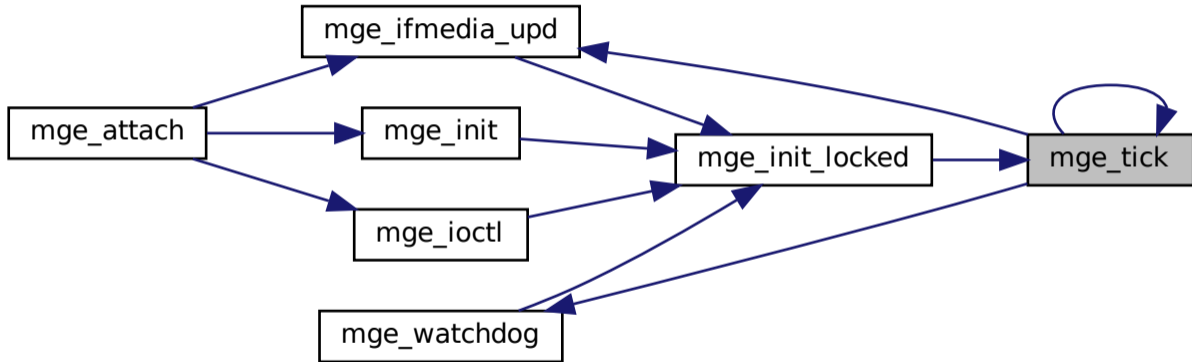 mge_ifmedia_upd
mge_attach
mge_init
mge_init_locked
mge_tick
mge_ioctl
mge_watchdog